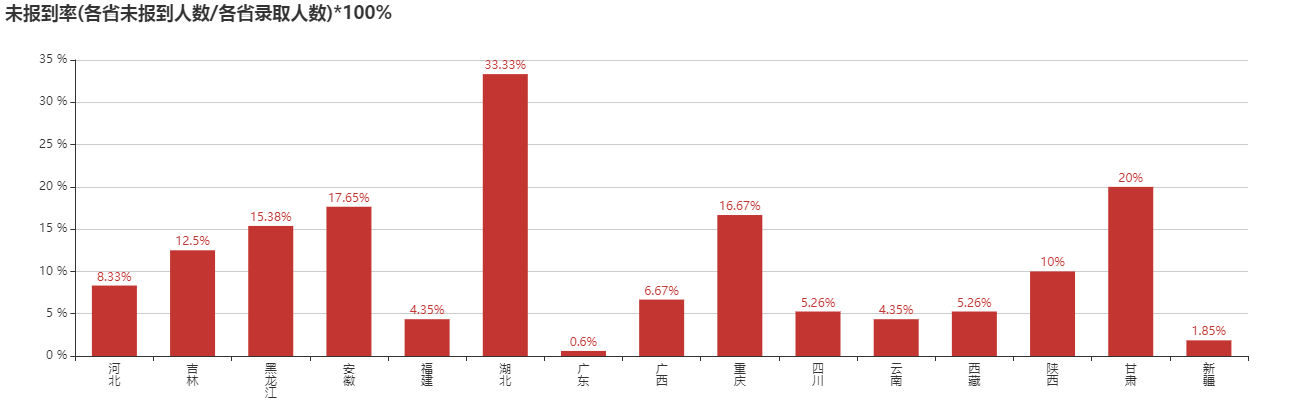 未报到率(各省未报到人数/各省录取人数)*100%
35 %
30 %
25 %
20 %
15 %
10 %
5 %
0 %
8.33%
12.5%
15.38%
17.65%
4.35%
33.33%
0.6%
6.67%
16.67%
5.26%
4.35%
5.26%
10%
20%
1.85%
河北
吉林
黑龙江
安徽
福建
湖北
广东
广西
重庆
四川
云南
西藏
陕西
甘肃
新疆